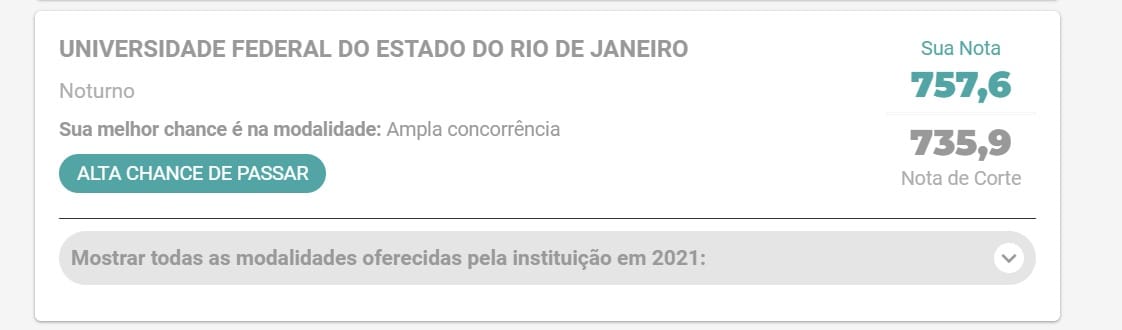 UNIVERSIDADE FEDERAL DO ESTADO DO RIO DE JANEIRO
Noturno
Sua melhor chance é na modalidade: Ampla concorrência
ALTA CHANCE DE PASSAR
Sua Nota
757,6
735,9
Nota de Corte
Mostrar todas as modalidades oferecidas pela instituição em 2021: